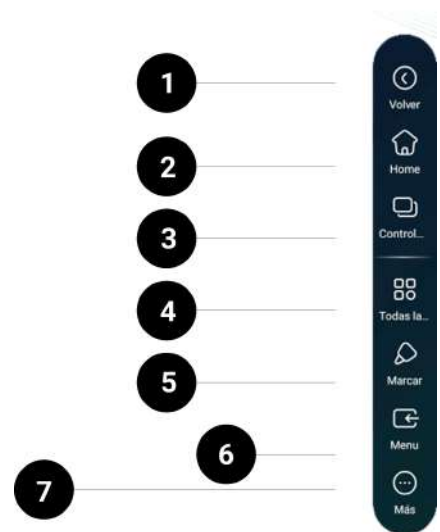 1
Volver
2
Home
3
Control...
4
Todas la...
5
Marcar
6
Menu
7
Más